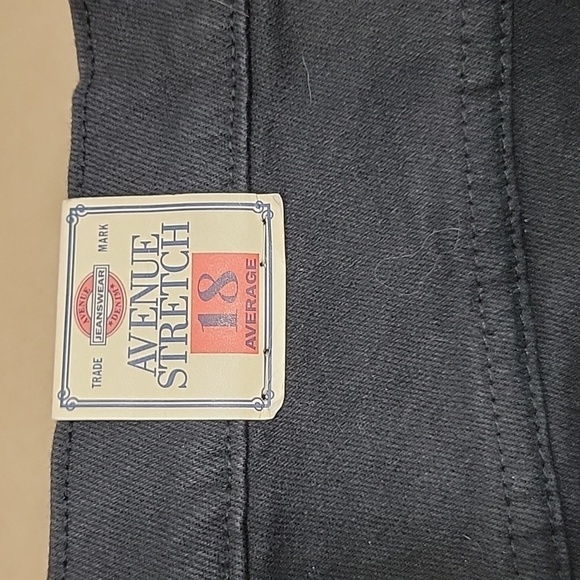 AVENUE
TRADE JEANSWEAR MARK
DENIM
AVENUE
STRETCH
18
AVERAGE